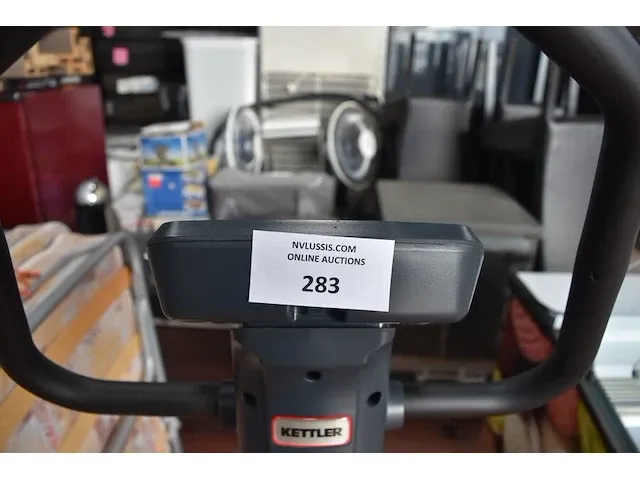 NVLUSSIS.COM
ONLINE AUCTIONS
283
KETTLER